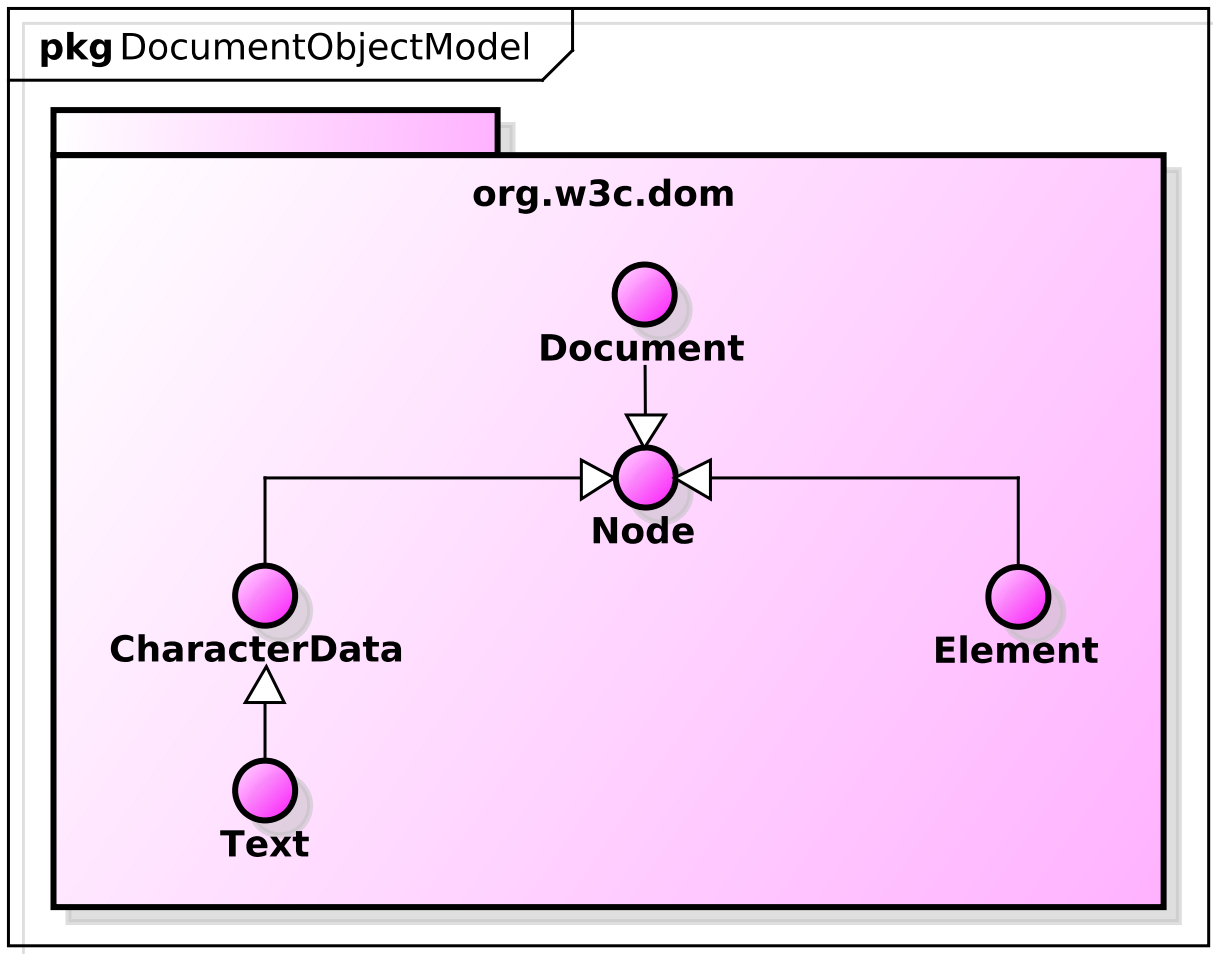 pkg DocumentObjectModel
org.w3c.dom
Document
Node
CharacterData
Element
Text